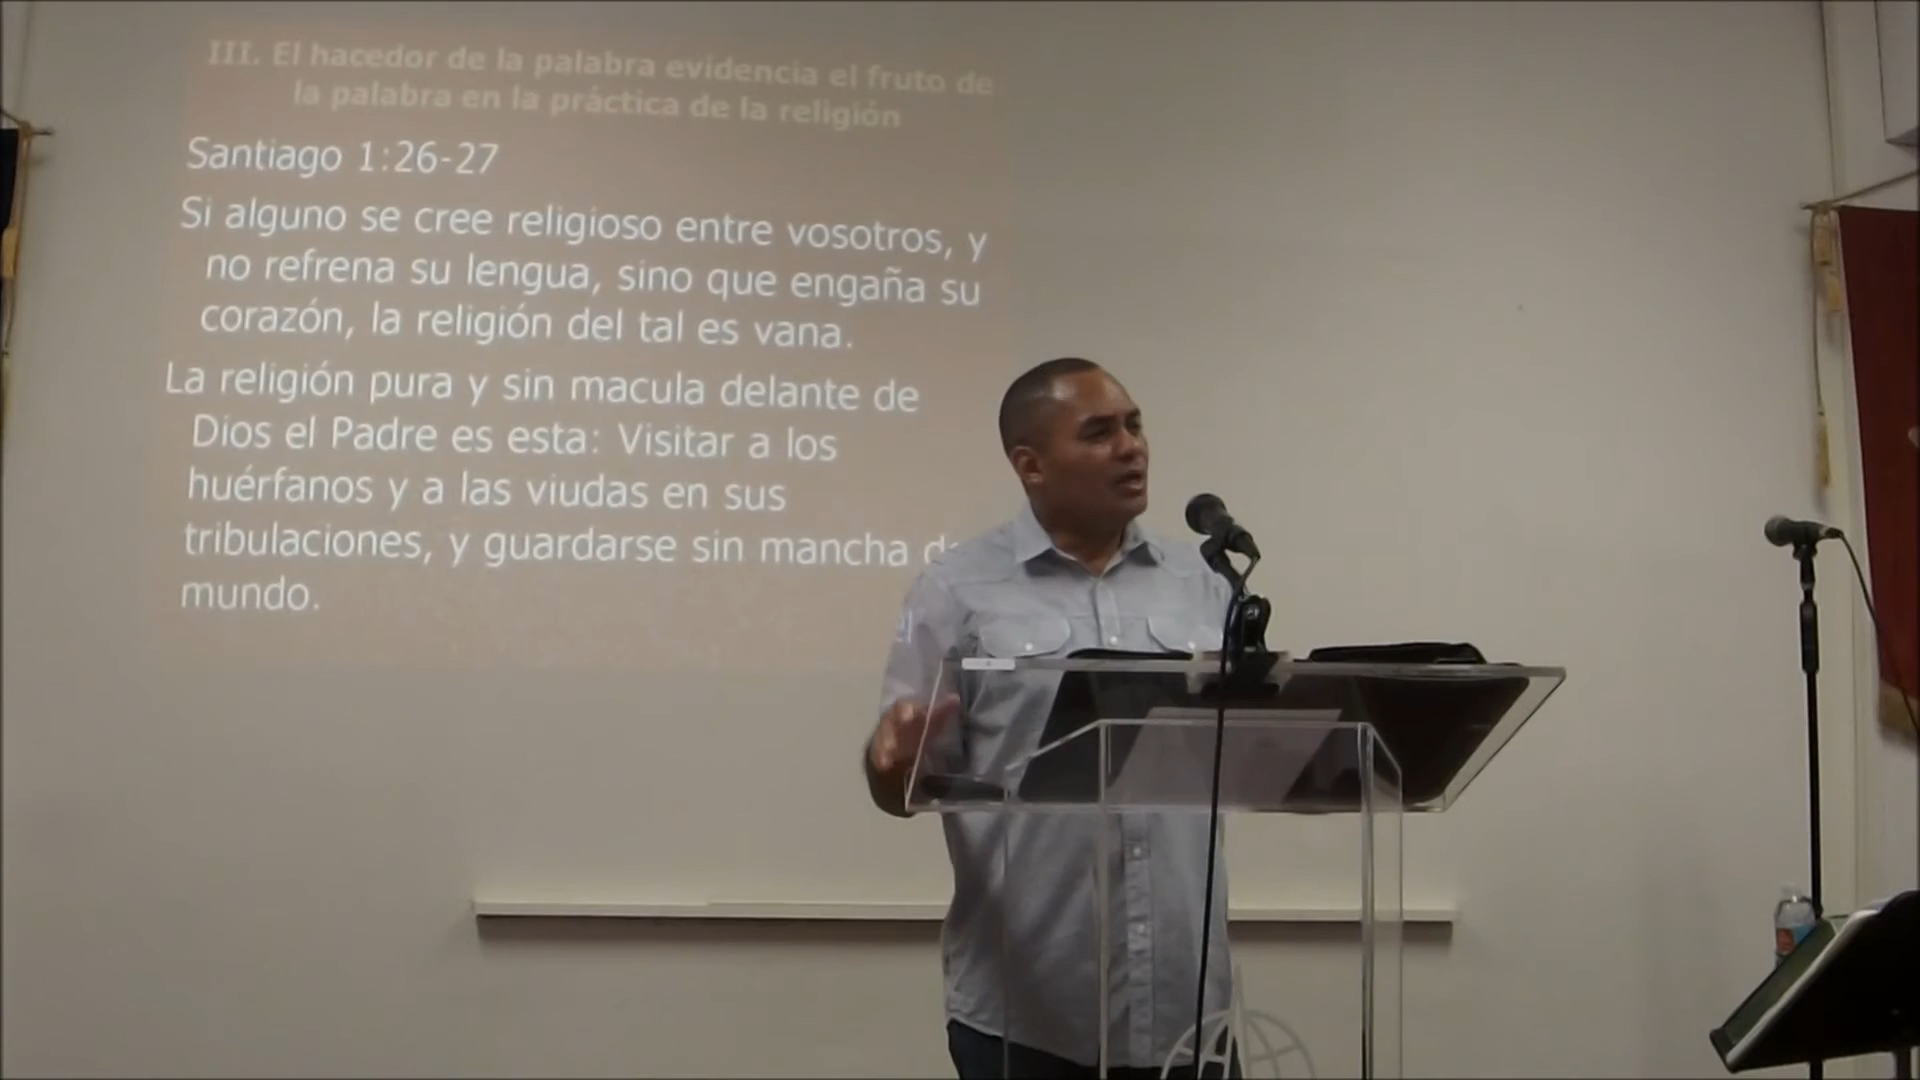 III. El hacedor de la palabra evidencia el fruto de
la palabra en la práctica de la religión
Santiago 1:26-27
Si alguno se cree religioso entre vosotros, y
no refrena su lengua, sino que engaña su
corazón, la religión del tal es vana.
La religión pura y sin macula delante de
Dios el Padre es esta: Visitar a los
huérfanos y a las viudas en sus
tribulaciones, y guardarse sin mancha
mundo.